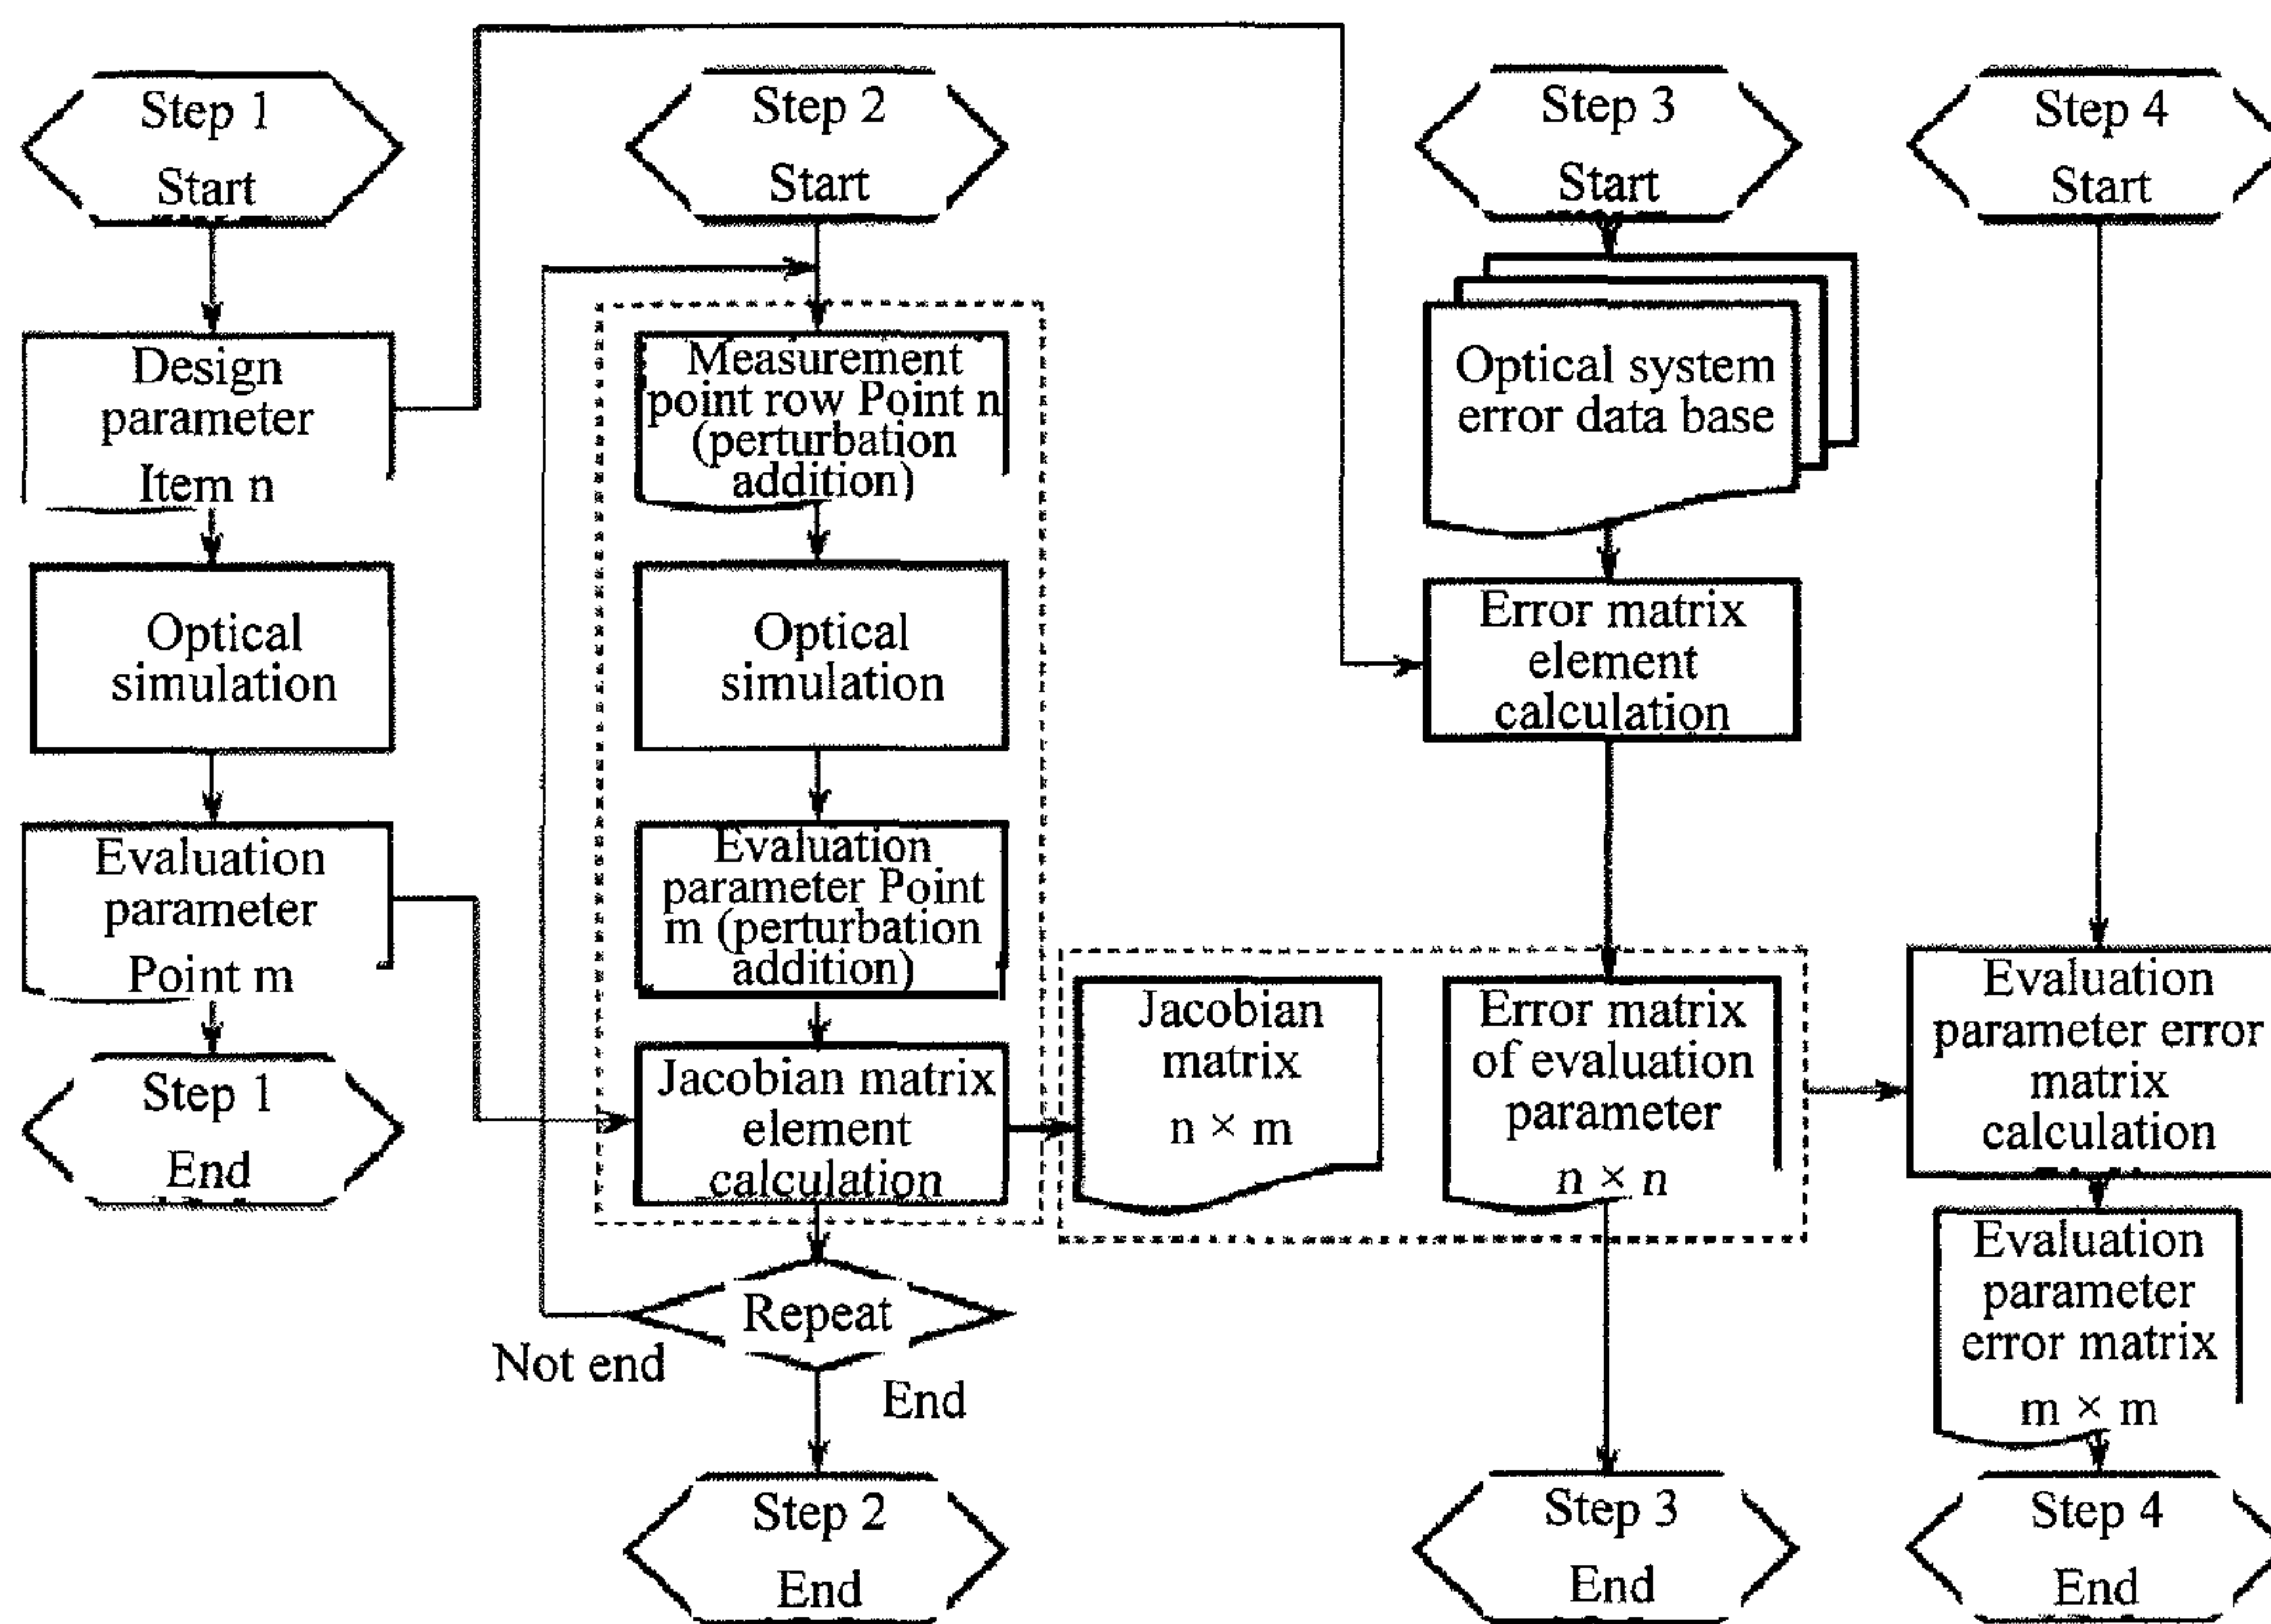 Step 1
Start
Design
parameter
Item n
Optical
simulation
Evaluation
parameter
Point m
Step 1
End
Step 2
Start
Measurement
point row Point n
(perturbation
addition)
Optical
simulation
Evaluation
parameter Point
m (perturbation
addition)
Jacobian matrix
element
calculation
Repeat
Not end
End
Step 2
End
Jacobian
matrix
n × m
Step 3
Start
Optical system
error data base
Error matrix
element
calculation
Error matrix
of evaluation
parameter
n × n
Step 3
End
Step 4
Start
Evaluation
parameter error
matrix
calculation
Evaluation
parameter
error matrix
m × m
Step 4
End